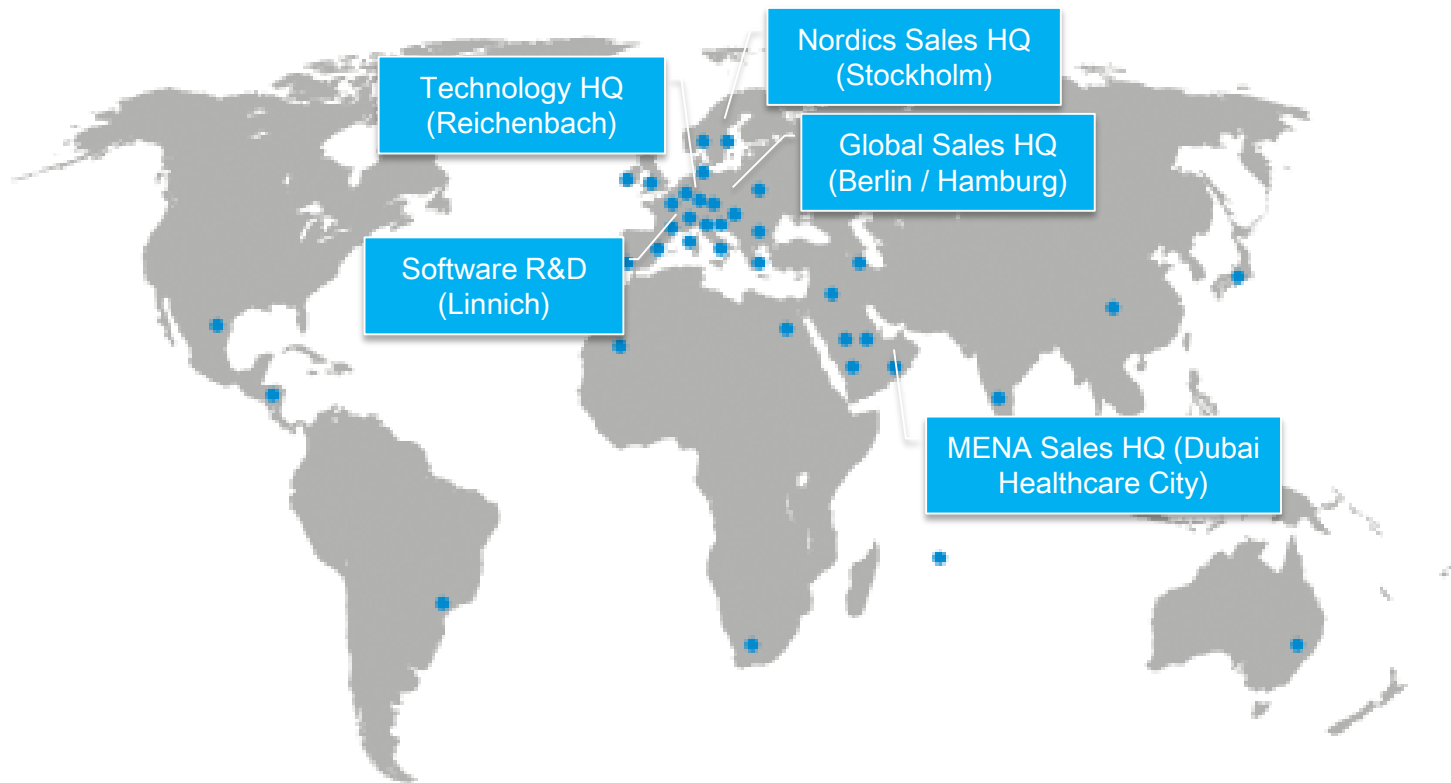 Nordics Sales HQ
(Stockholm)
Technology HQ
(Reichenbach)
Global Sales HQ
(Berlin / Hamburg)
Software R&D
(Linnich)
MENA Sales HQ (Dubai
Healthcare City)